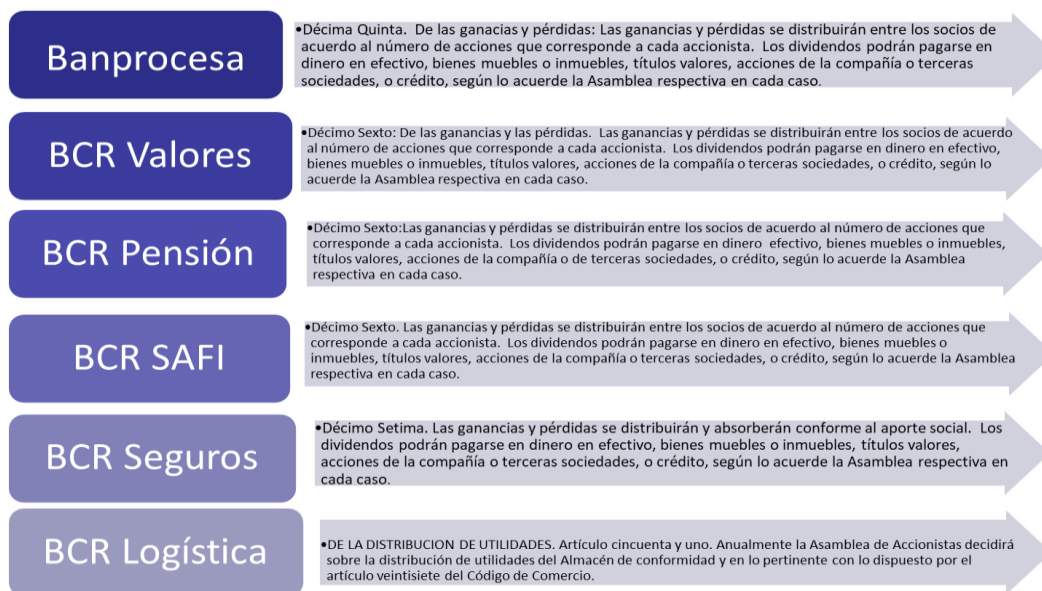 Banprocesa
•Décima Quinta. De las ganacias y pérdidas: Las ganancias y pérdidas se distribuirán entre los socios de
acuerdo al número de acciones que corresponde a cada accionista. Los dividendos podrán pagarse en
dinero en efectivo, bienes muebles o inmuebles, títulos valores, acciones de la compañía o terceras
sociedades, o crédito, según lo acuerde la Asamblea respectiva en cada caso.
BCR Valores
•Décimo Sexto: De las ganancias y las pérdidas. Las ganancias y pérdidas se distribuirán entre los socios de acuerdo
al número de acciones que corresponde a cada accionista. Los dividendos podrán pagarse en dinero en efectivo,
bienes muebles o inmuebles, títulos valores, acciones de la compañía o terceras sociedades, o crédito, según lo
acuerde la Asamblea respectiva en cada caso.
BCR Pensión
•Décimo Sexto:Las ganancias y pérdidas se distribuirán entre los socios de acuerdo al número de acciones que
corresponde a cada accionista. Los dividendos podrán pagarse en dinero efectivo, bienes muebles o inmuebles,
títulos valores, acciones de la compañía o de terceras sociedades, o crédito, según lo acuerde la Asamblea
respectiva en cada caso.
BCR SAFI
•Décimo Sexto. Las ganancias y pérdidas se distribuirán entre los socios de acuerdo al número de acciones que
corresponde a cada accionista. Los dividendos podrán pagarse en dinero en efectivo, bienes muebles o
inmuebles, títulos valores, acciones de la compañía o terceras sociedades, o crédito, según lo acuerde la Asamblea
respectiva en cada caso.
BCR Seguros
•Décimo Setima. Las ganancias y pérdidas se distribuirán y absorberán conforme al aporte social. Los
dividendos podrán pagarse en dinero en efectivo, bienes muebles o inmuebles, títulos valores,
acciones de la compañía o terceras sociedades, o crédito, según lo acuerde la Asamblea respectiva en
cada caso.
BCR Logística
•DE LA DISTRIBUCION DE UTILIDADES. Artículo cincuenta y uno. Anualmente la Asamblea de Accionistas decidirá
sobre la distribución de utilidades del Almacén de conformidad y en lo pertinente con lo dispuesto por el
artículo veintisiete del Código de Comercio.